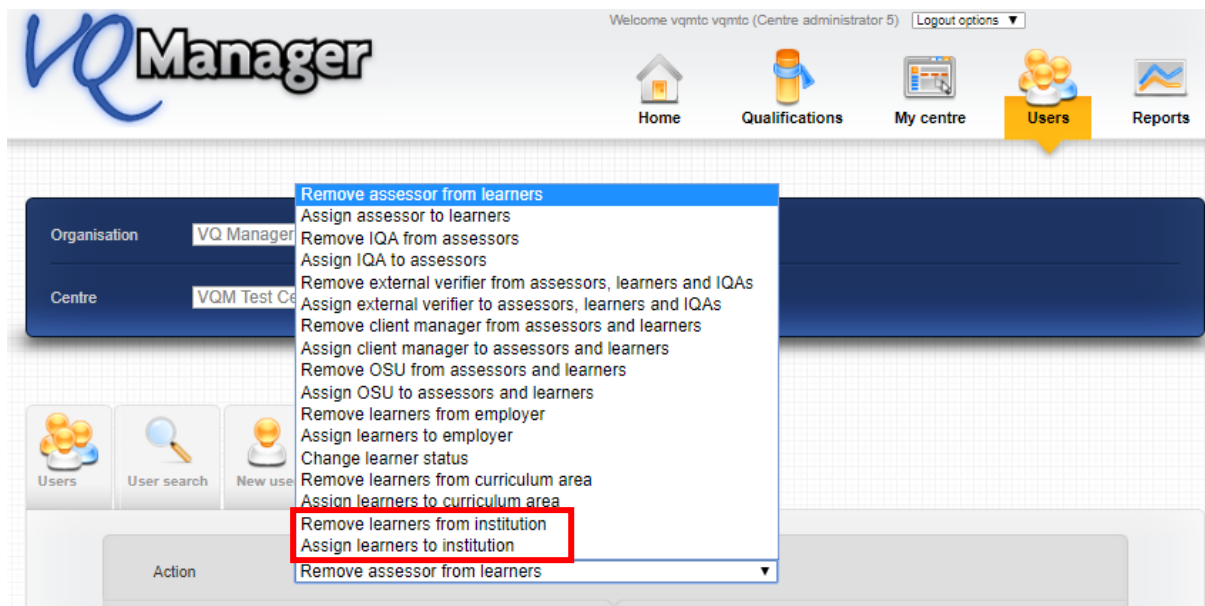 VQManager
Welcome vqmtc vqmtc (Centre administrator 5) Logout options ▼
Home Qualifications My centre Users Reports
Organisation VQ Manager
Centre VQM Test Ce
Remove assessor from learners
Assign assessor to learners
Remove IQA from assessors
Assign IQA to assessors
Remove external verifier from assessors, learners and IQAs
Assign external verifier to assessors, learners and IQAs
Remove client manager from assessors and learners
Assign client manager to assessors and learners
Remove OSU from assessors and learners
Assign OSU to assessors and learners
Remove learners from employer
Assign learners to employer
Change learner status
Remove learners from curriculum area
Assign learners to curriculum area
Remove learners from institution
Assign learners to institution
Users User search New use
Action Remove assessor from learners ▼